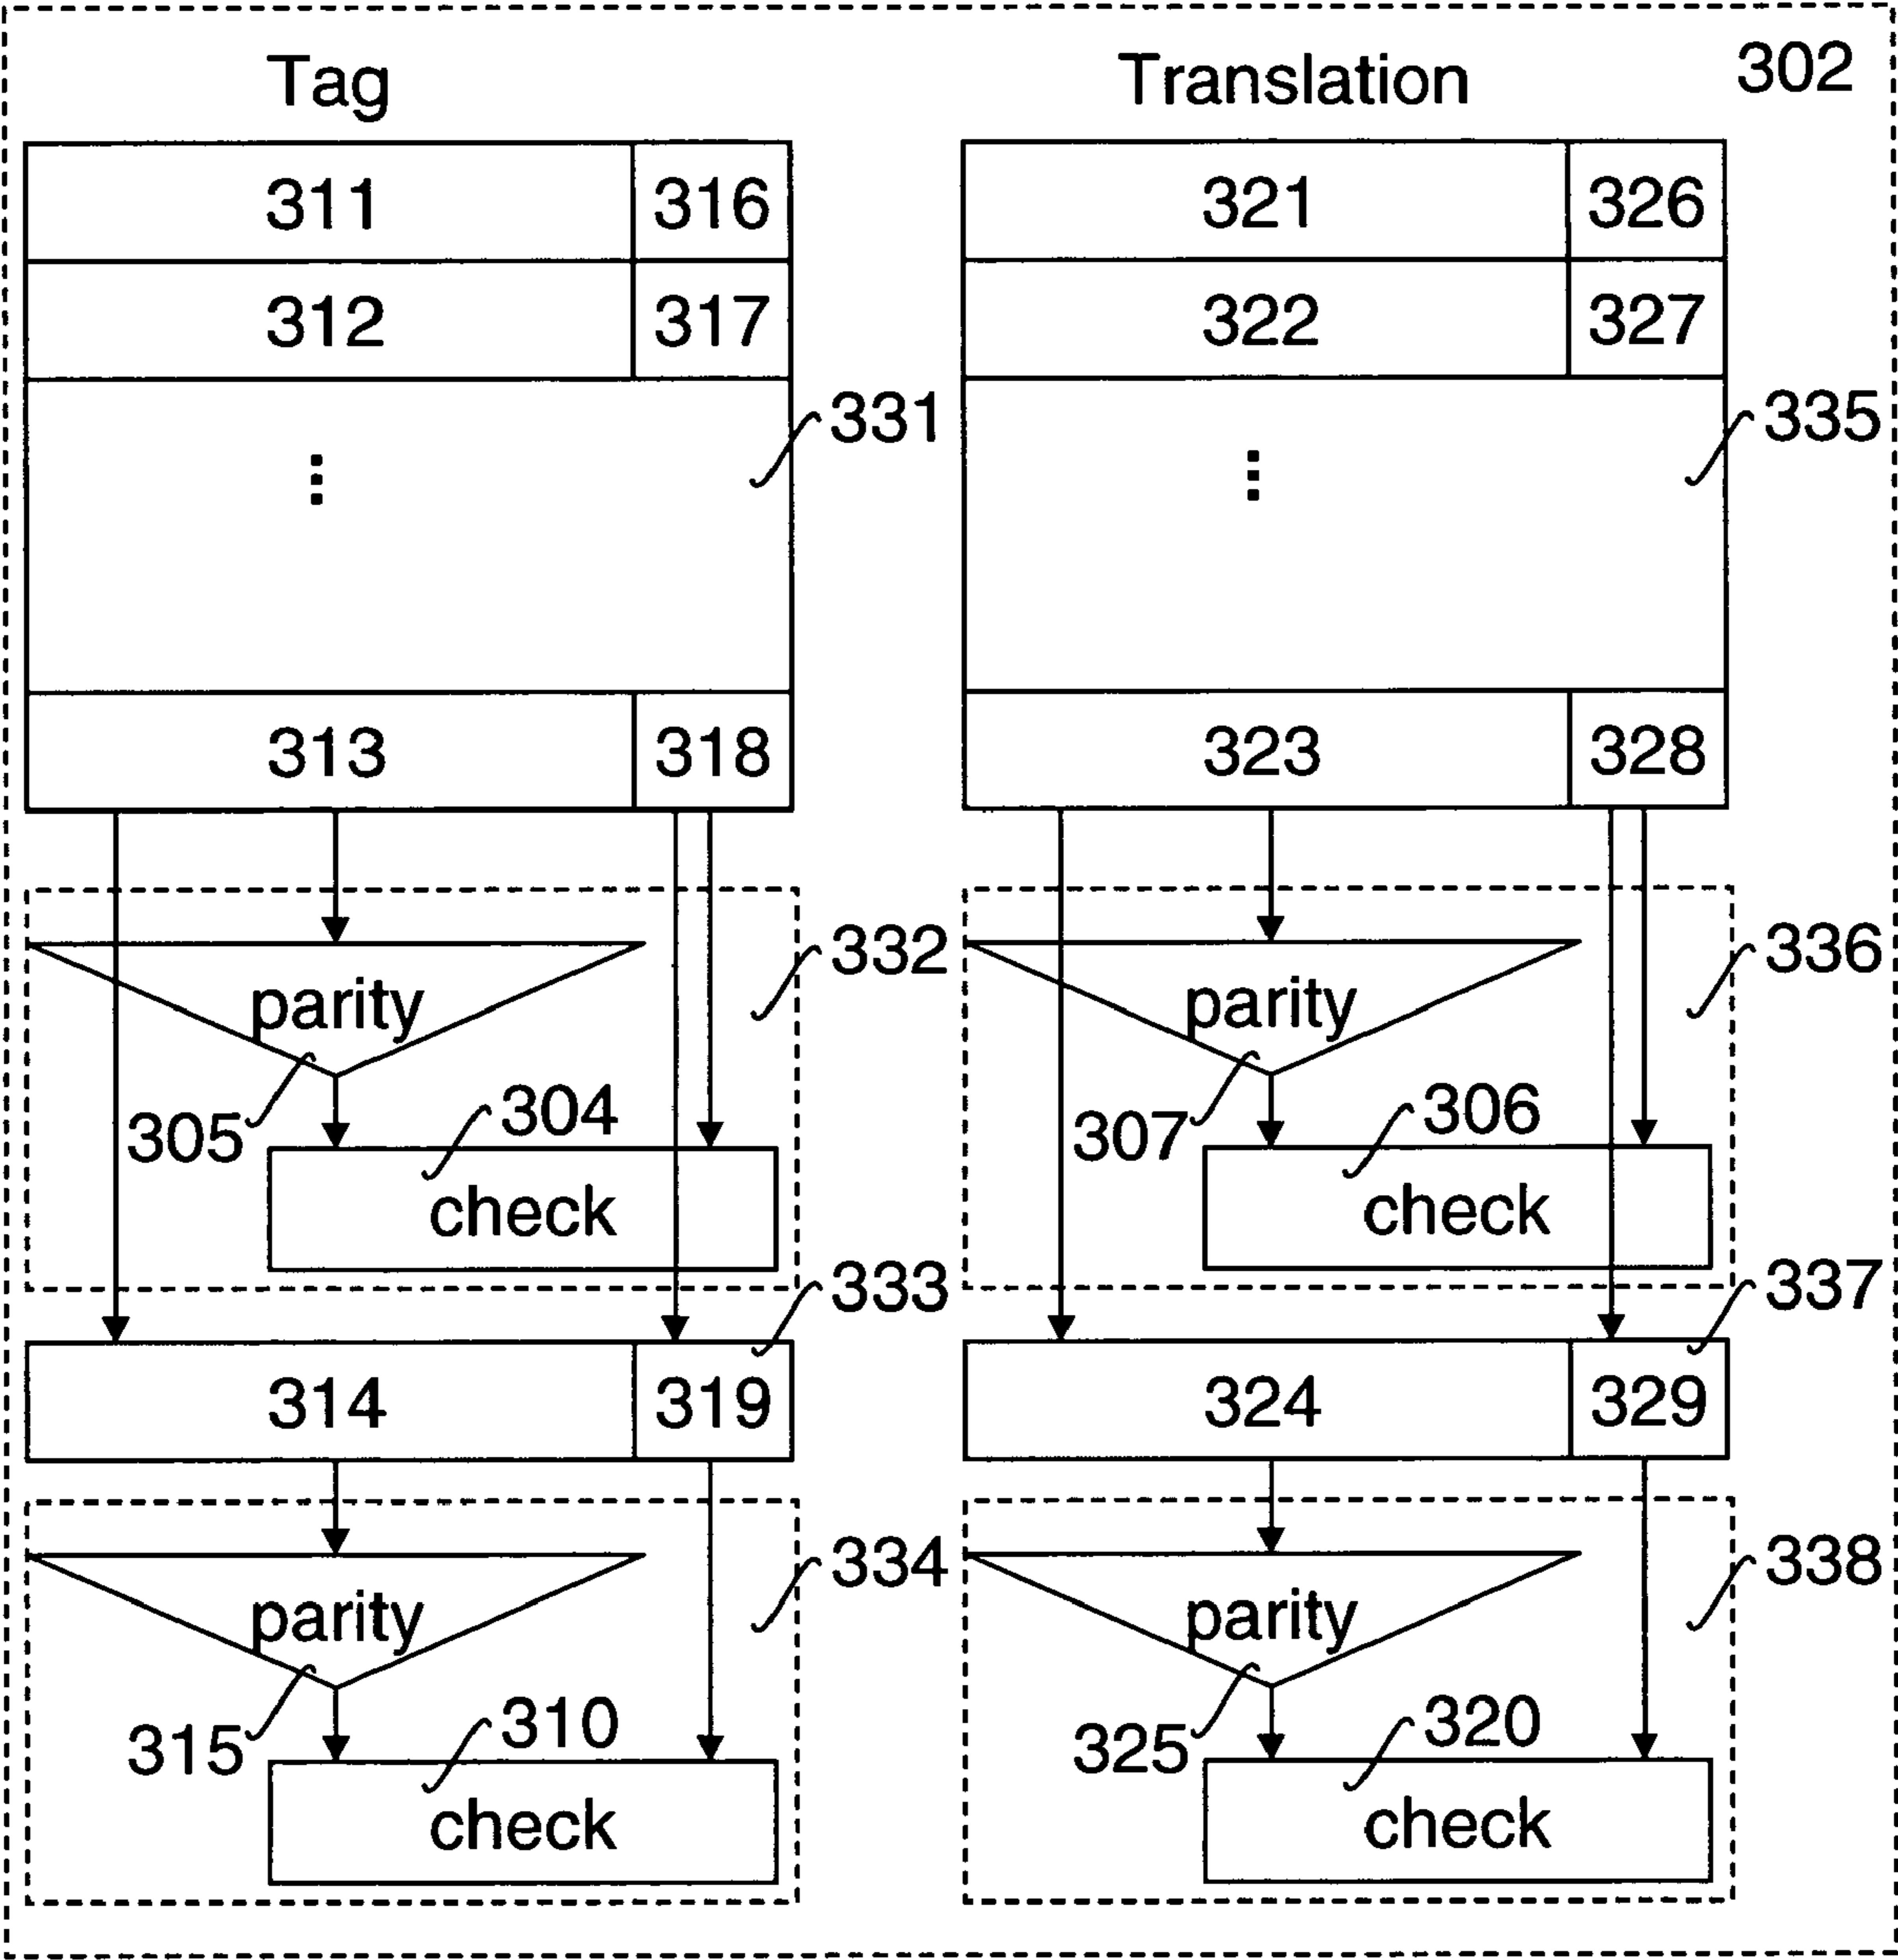 Tag Translation 302
311 316 321 326
312 317 322 327
331 335
313 318 323 328
332 336
parity parity
305 304 307 306
check check
333 337
314 319 324 329
334 338
parity parity
315 310 325 320
check check